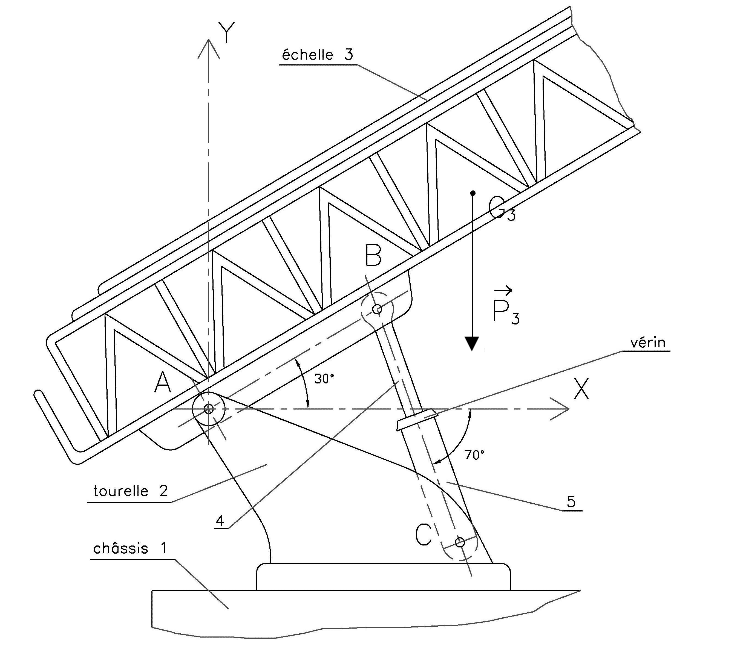 Y
échelle 3
G3
B
P3
vérin
A
30°
X
70°
tourelle 2
4
5
C
châssis 1